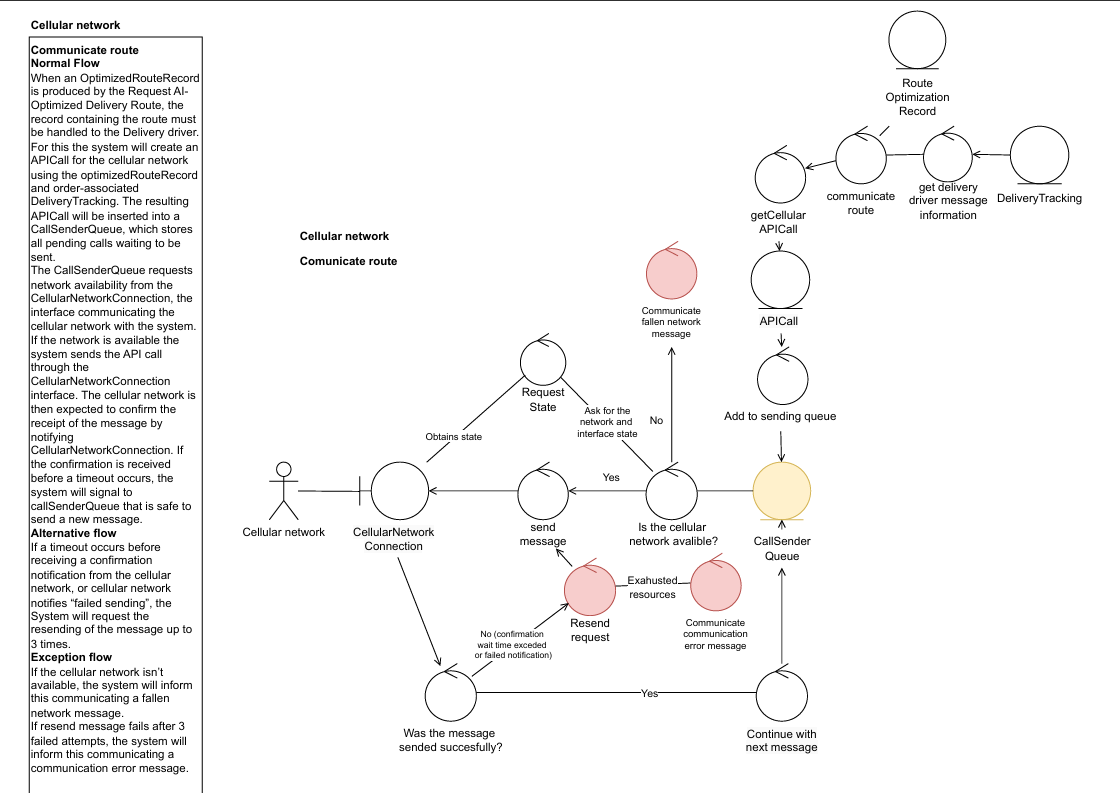 Cellular network
Communicate route
Normal Flow
When an OptimizedRouteRecord
is produced by the Request AI-
Optimized Delivery Route, the
record containing the route must
be handled to the Delivery driver.
For this the system will create an
APICall for the cellular network
using the optimizedRouteRecord
and order-associated
DeliveryTracking. The resulting
APICall will be inserted into a
CallSenderQueue, which stores
all pending calls waiting to be
sent.
The CallSenderQueue requests
network availability from the
CellularNetworkConnection, the
interface communicating the
cellular network with the system.
If the network is available the
system sends the API call
through the
CellularNetworkConnection
interface. The cellular network is
then expected to confirm the
receipt of the message by
notifying
CellularNetworkConnection. If
the confirmation is received
before a timeout occurs, the
system will signal to
callSenderQueue that is safe to
send a new message.
Alternative flow
If a timeout occurs before
receiving a confirmation
notification from the cellular
network, or cellular network
notifies “failed sending”, the
System will request the
resending of the message up to
3 times.
Exception flow
If the cellular network isn’t
available, the system will inform
this communicating a fallen
network message.
If resend message fails after 3
failed attempts, the system will
inform this communicating a
communication error message.
Cellular network
Comunicate route
Route
Optimization
Record
communicate
route
get delivery
driver message
information
DeliveryTracking
getCellular
APICall
APICall
Add to sending queue
Communicate
fallen network
message
Request
State
Obtains state
Ask for the
network and
interface state
No
Yes
Cellular network
CellularNetwork
Connection
send
message
Is the cellular
network avalible?
CallSender
Queue
Resend
request
Exahusted
resources
Communicate
communication
error message
No (confirmation
wait time exceded
or failed notification)
Yes
Was the message
sended succesfully?
Continue with
next message